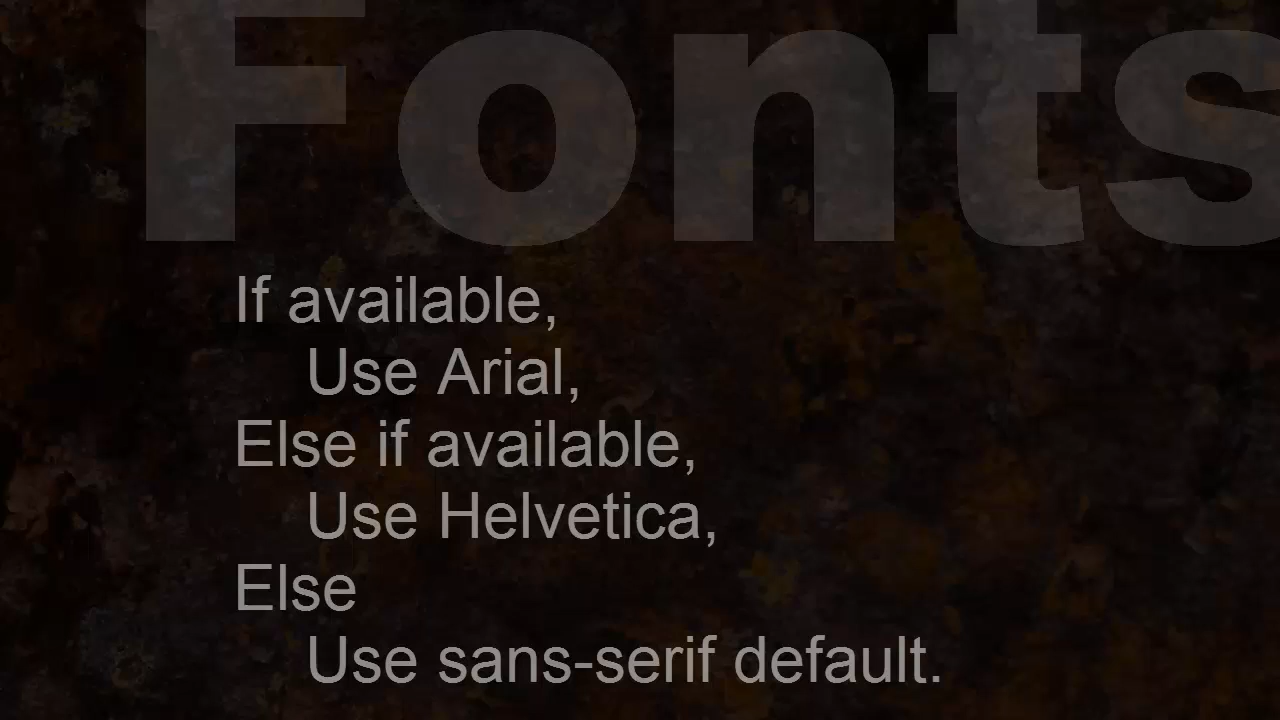 Fonts
If available,
Use Arial,
Else if available,
Use Helvetica,
Else
Use sans-serif default.